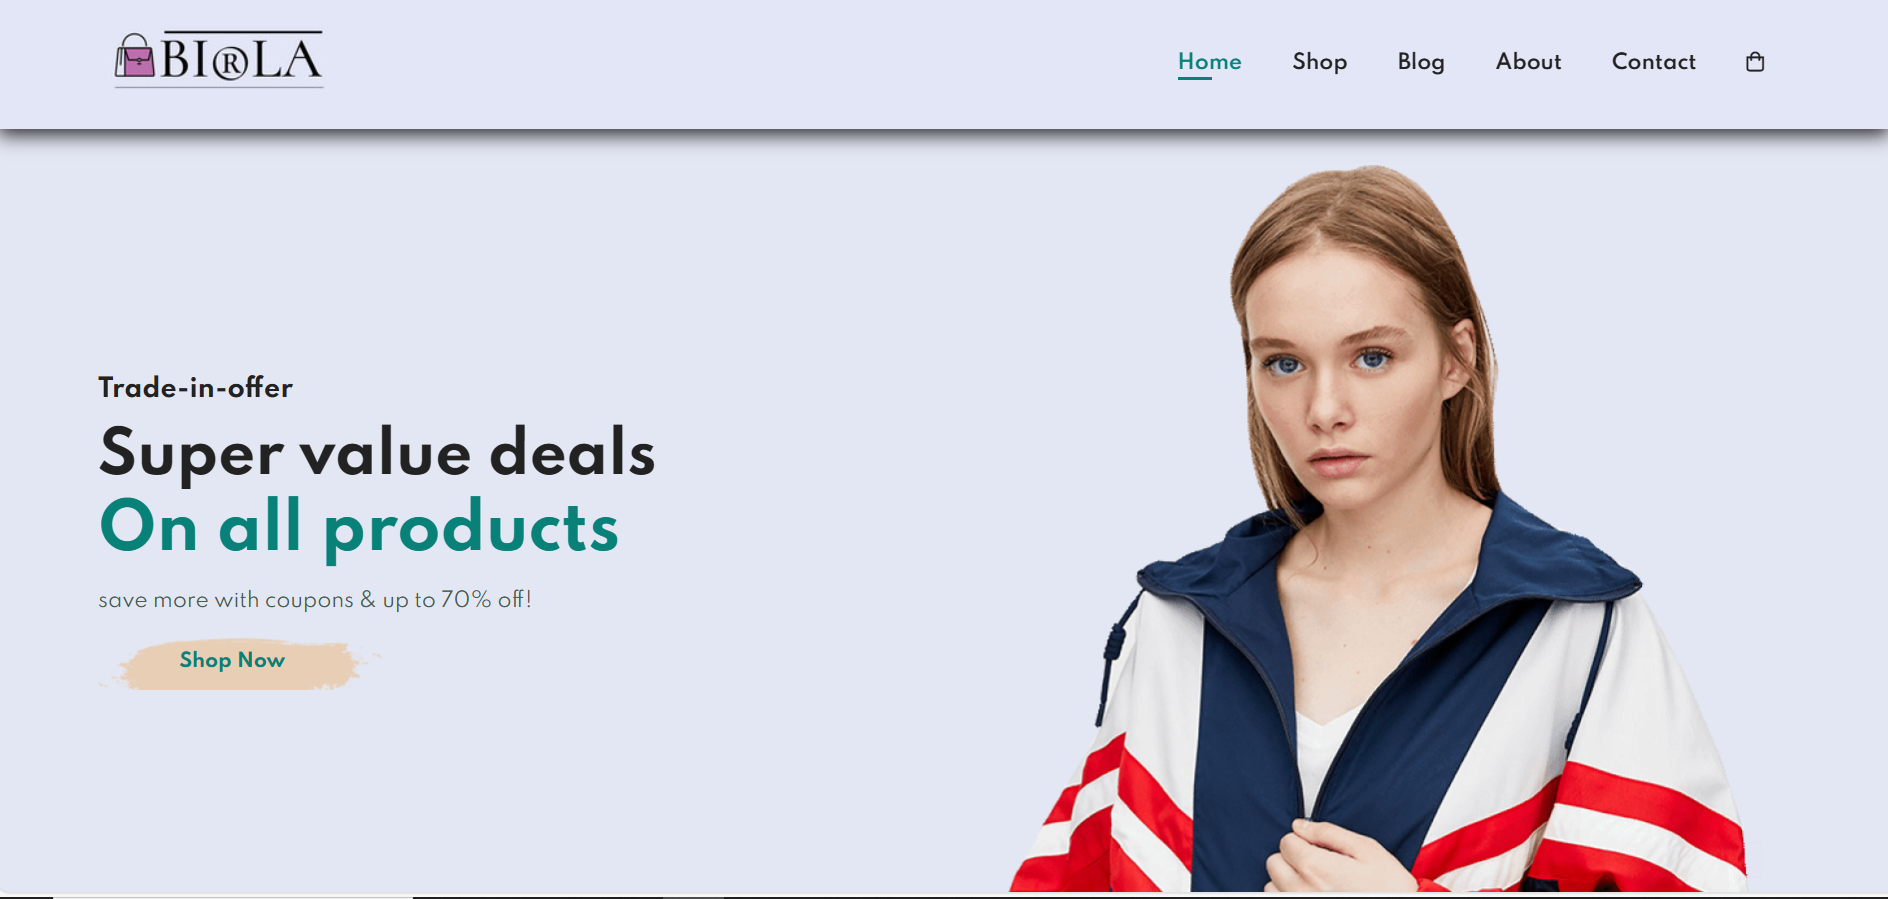 BI®LA
Home Shop Blog About Contact
Trade-in-offer
Super value deals
On all products
save more with coupons & up to 70% off!
Shop Now